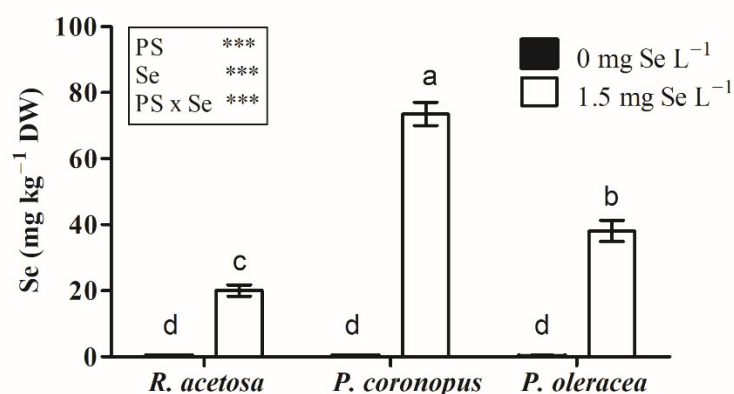 100
80
60
40
20
0
Se (mg kg⁻¹ DW)
PS ***
Se ***
PS x Se ***
0 mg Se L⁻¹
1.5 mg Se L⁻¹
d
c
d
a
d
b
R. acetosa
P. coronopus
P. oleracea